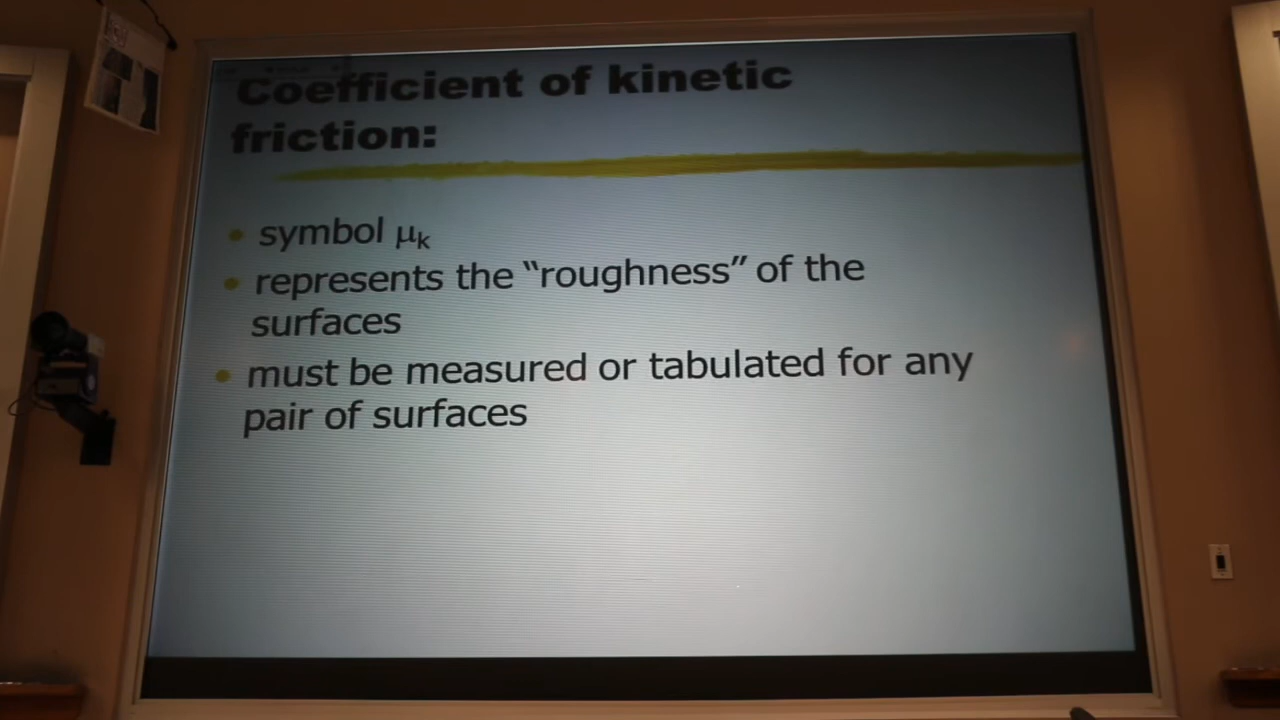 Coefficient of kinetic
friction:
• symbol μk
• represents the “roughness” of the
surfaces
• must be measured or tabulated for any
pair of surfaces